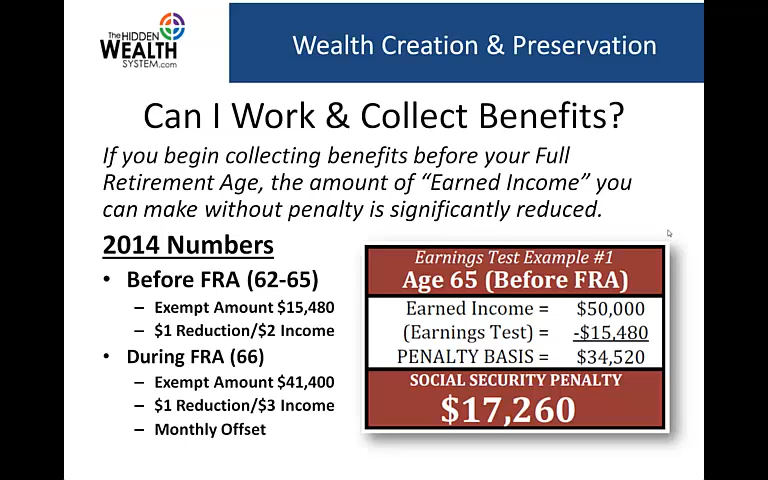 The HIDDEN
WEALTH
SYSTEM.com
Wealth Creation & Preservation
Can I Work & Collect Benefits?
If you begin collecting benefits before your Full
Retirement Age, the amount of “Earned Income” you
can make without penalty is significantly reduced.
2014 Numbers
• Before FRA (62-65)
– Exempt Amount $15,480
– $1 Reduction/$2 Income
• During FRA (66)
– Exempt Amount $41,400
– $1 Reduction/$3 Income
– Monthly Offset
Earnings Test Example #1
Age 65 (Before FRA)
Earned Income = $50,000
(Earnings Test) = -$15,480
PENALTY BASIS = $34,520
SOCIAL SECURITY PENALTY
$17,260